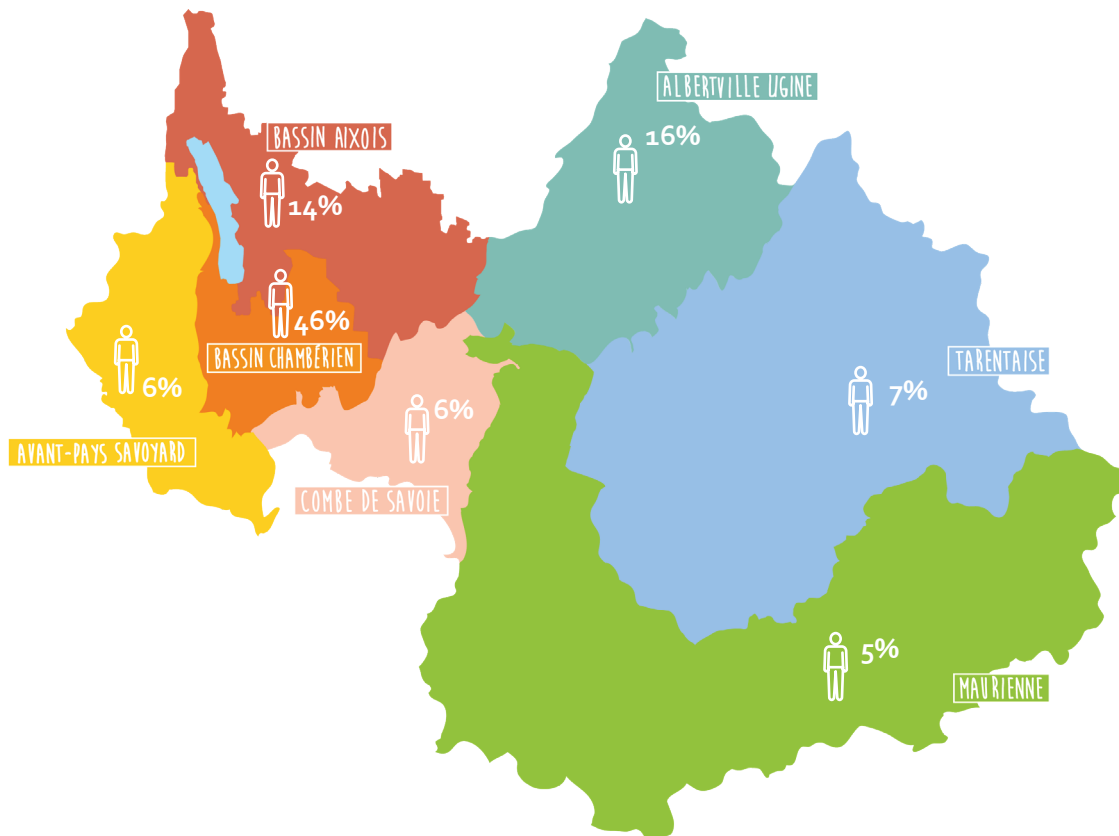 ALBERTVILLE UGINE
16%
BASSIN AIXOIS
14%
46%
BASSIN CHAMBÉRIEN
6%
AVANT-PAYS SAVOYARD
6%
COMBE DE SAVOIE
TARENTAISE
7%
5%
MAURIENNE